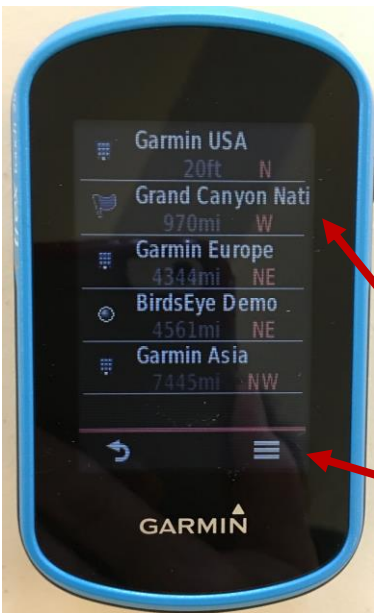 Garmin USA
20ft N
Grand Canyon Nati
970mi W
Garmin Europe
4344mi NE
BirdsEye Demo
4561mi NE
Garmin Asia
7445mi NW
GARMIN